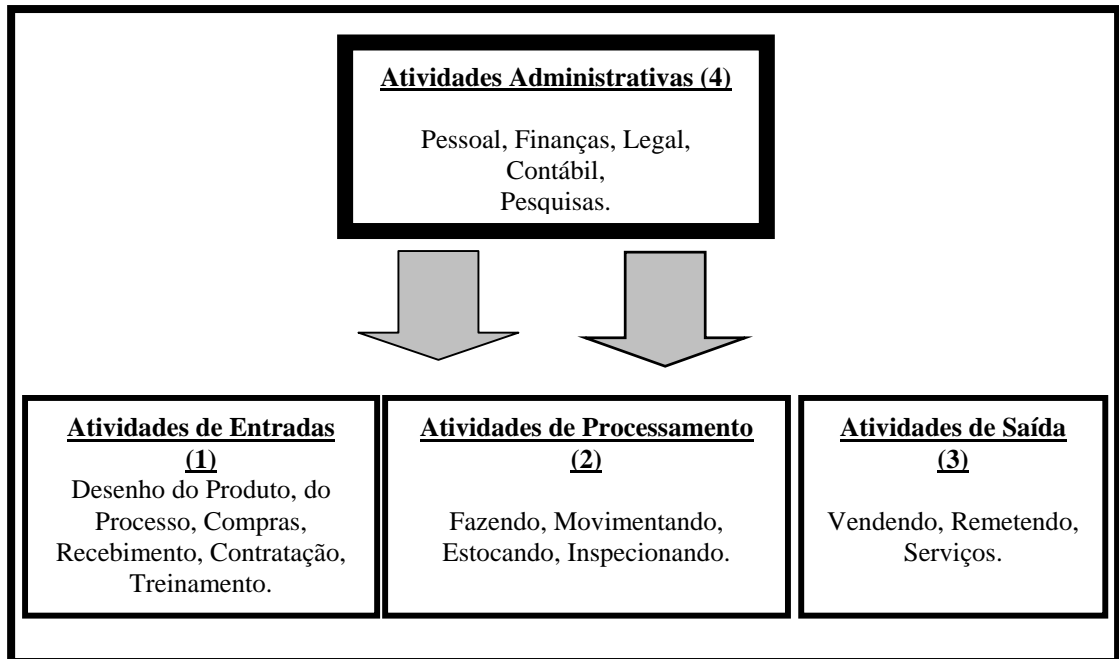 Atividades Administrativas (4)
Pessoal, Finanças, Legal,
Contábil,
Pesquisas.
Atividades de Entradas
(1)
Desenho do Produto, do
Processo, Compras,
Recebimento, Contratação,
Treinamento.
Atividades de Processamento
(2)
Fazendo, Movimentando,
Estocando, Inspecionando.
Atividades de Saída
(3)
Vendendo, Remetendo,
Serviços.